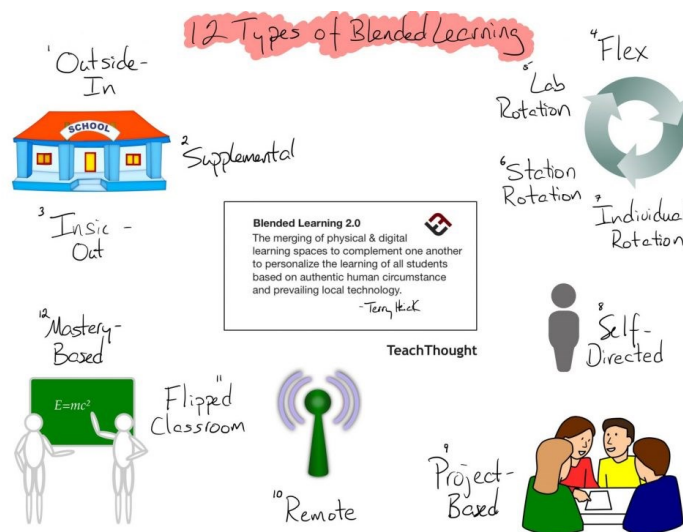 12 Types of Blended Learning
1 Outside-
In
SCHOOL
2 Supplemental
3 Insie -
Out
4 Flex
5 Lab
Rotation
6 Station
Rotation
7 Individual
Rotation
Blended Learning 2.0
The merging of physical & digital
learning spaces to complement one another
to personalize the learning of all students
based on authentic human circumstance
and prevailing local technology.
-Terry Heick
TeachThought
8 Self-
Directed
9 Project-
Based
10 Remote
11 Flipped
Classroom
12 Mastery-
Based
E=mc²